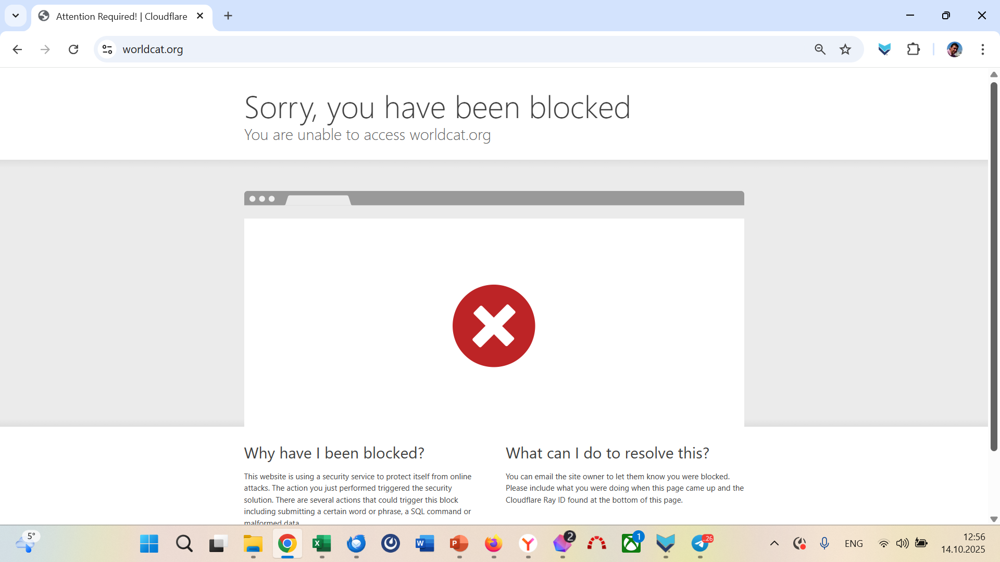 Attention Required! | Cloudflare
worldcat.org
Sorry, you have been blocked
You are unable to access worldcat.org
Why have I been blocked?
This website is using a security service to protect itself from online
attacks. The action you just performed triggered the security
solution. There are several actions that could trigger this block
including submitting a certain word or phrase, a SQL command or
malformed data.
What can I do to resolve this?
You can email the site owner to let them know you were blocked.
Please include what you were doing when this page came up and the
Cloudflare Ray ID found at the bottom of this page.
5°
X
W
P
Y
2
1
26
ENG
12:56
14.10.2025